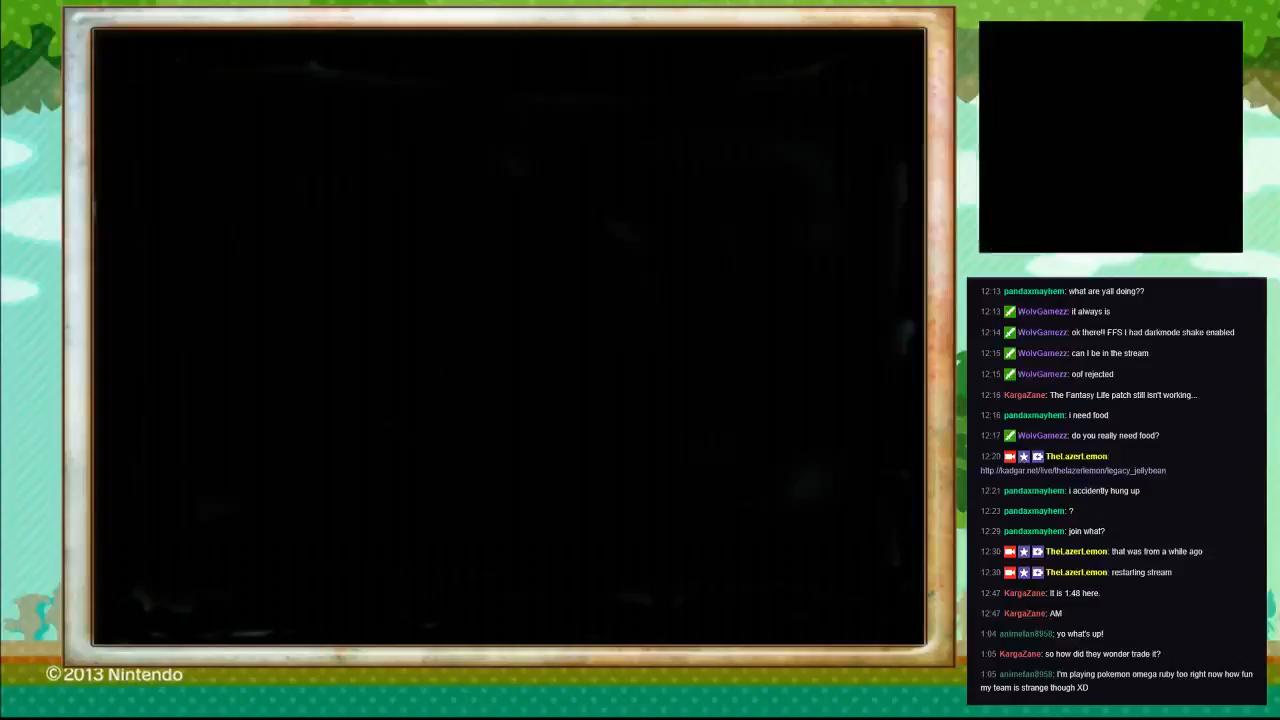 12:13 pandaxmayhem: what are yall doing??
12:13 WolvGamezz: it always is
12:14 WolvGamezz: ok there!! FFS I had darkmode shake enabled
12:15 WolvGamezz: can I be in the stream
12:15 WolvGamezz: oof rejected
12:16 KargaZane: The Fantasy Life patch still isn't working...
12:16 pandaxmayhem: i need food
12:17 WolvGamezz: do you really need food?
12:20 TheLazerLemon:
http://kadgar.net/live/thelazerlemon/legacy_jellybean
12:21 pandaxmayhem: i accidently hung up
12:23 pandaxmayhem: ?
12:29 pandaxmayhem: join what?
12:30 TheLazerLemon: that was from a while ago
12:30 TheLazerLemon: restarting stream
12:47 KargaZane: It is 1:48 here.
12:47 KargaZane: AM
1:04 animefan8958: yo what's up!
1:05 KargaZane: so how did they wonder trade it?
1:05 animefan8958: I'm playing pokemon omega ruby too right now how fun
my team is strange though XD
©2013 Nintendo